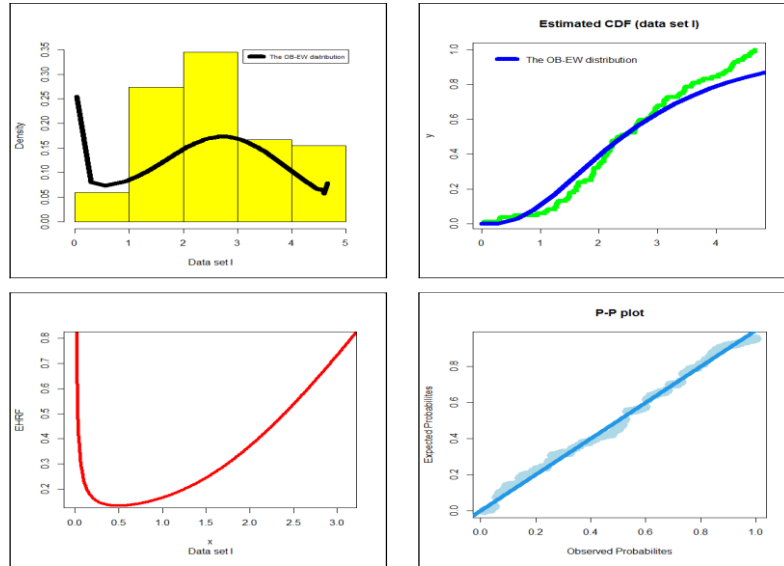 The OB-EW distribution
Density
0.00 0.05 0.10 0.15 0.20 0.25 0.30 0.35
0 1 2 3 4 5
Data set I
Estimated CDF (data set I)
The OB-EW distribution
y
0.0 0.2 0.4 0.6 0.8 1.0
0 1 2 3 4
EHRF
0.2 0.3 0.4 0.5 0.6 0.7 0.8
0.0 0.5 1.0 1.5 2.0 2.5 3.0
x
Data set I
P-P plot
Expected Probabilites
0.0 0.2 0.4 0.6 0.8
0.0 0.2 0.4 0.6 0.8 1.0
Observed Probabilites